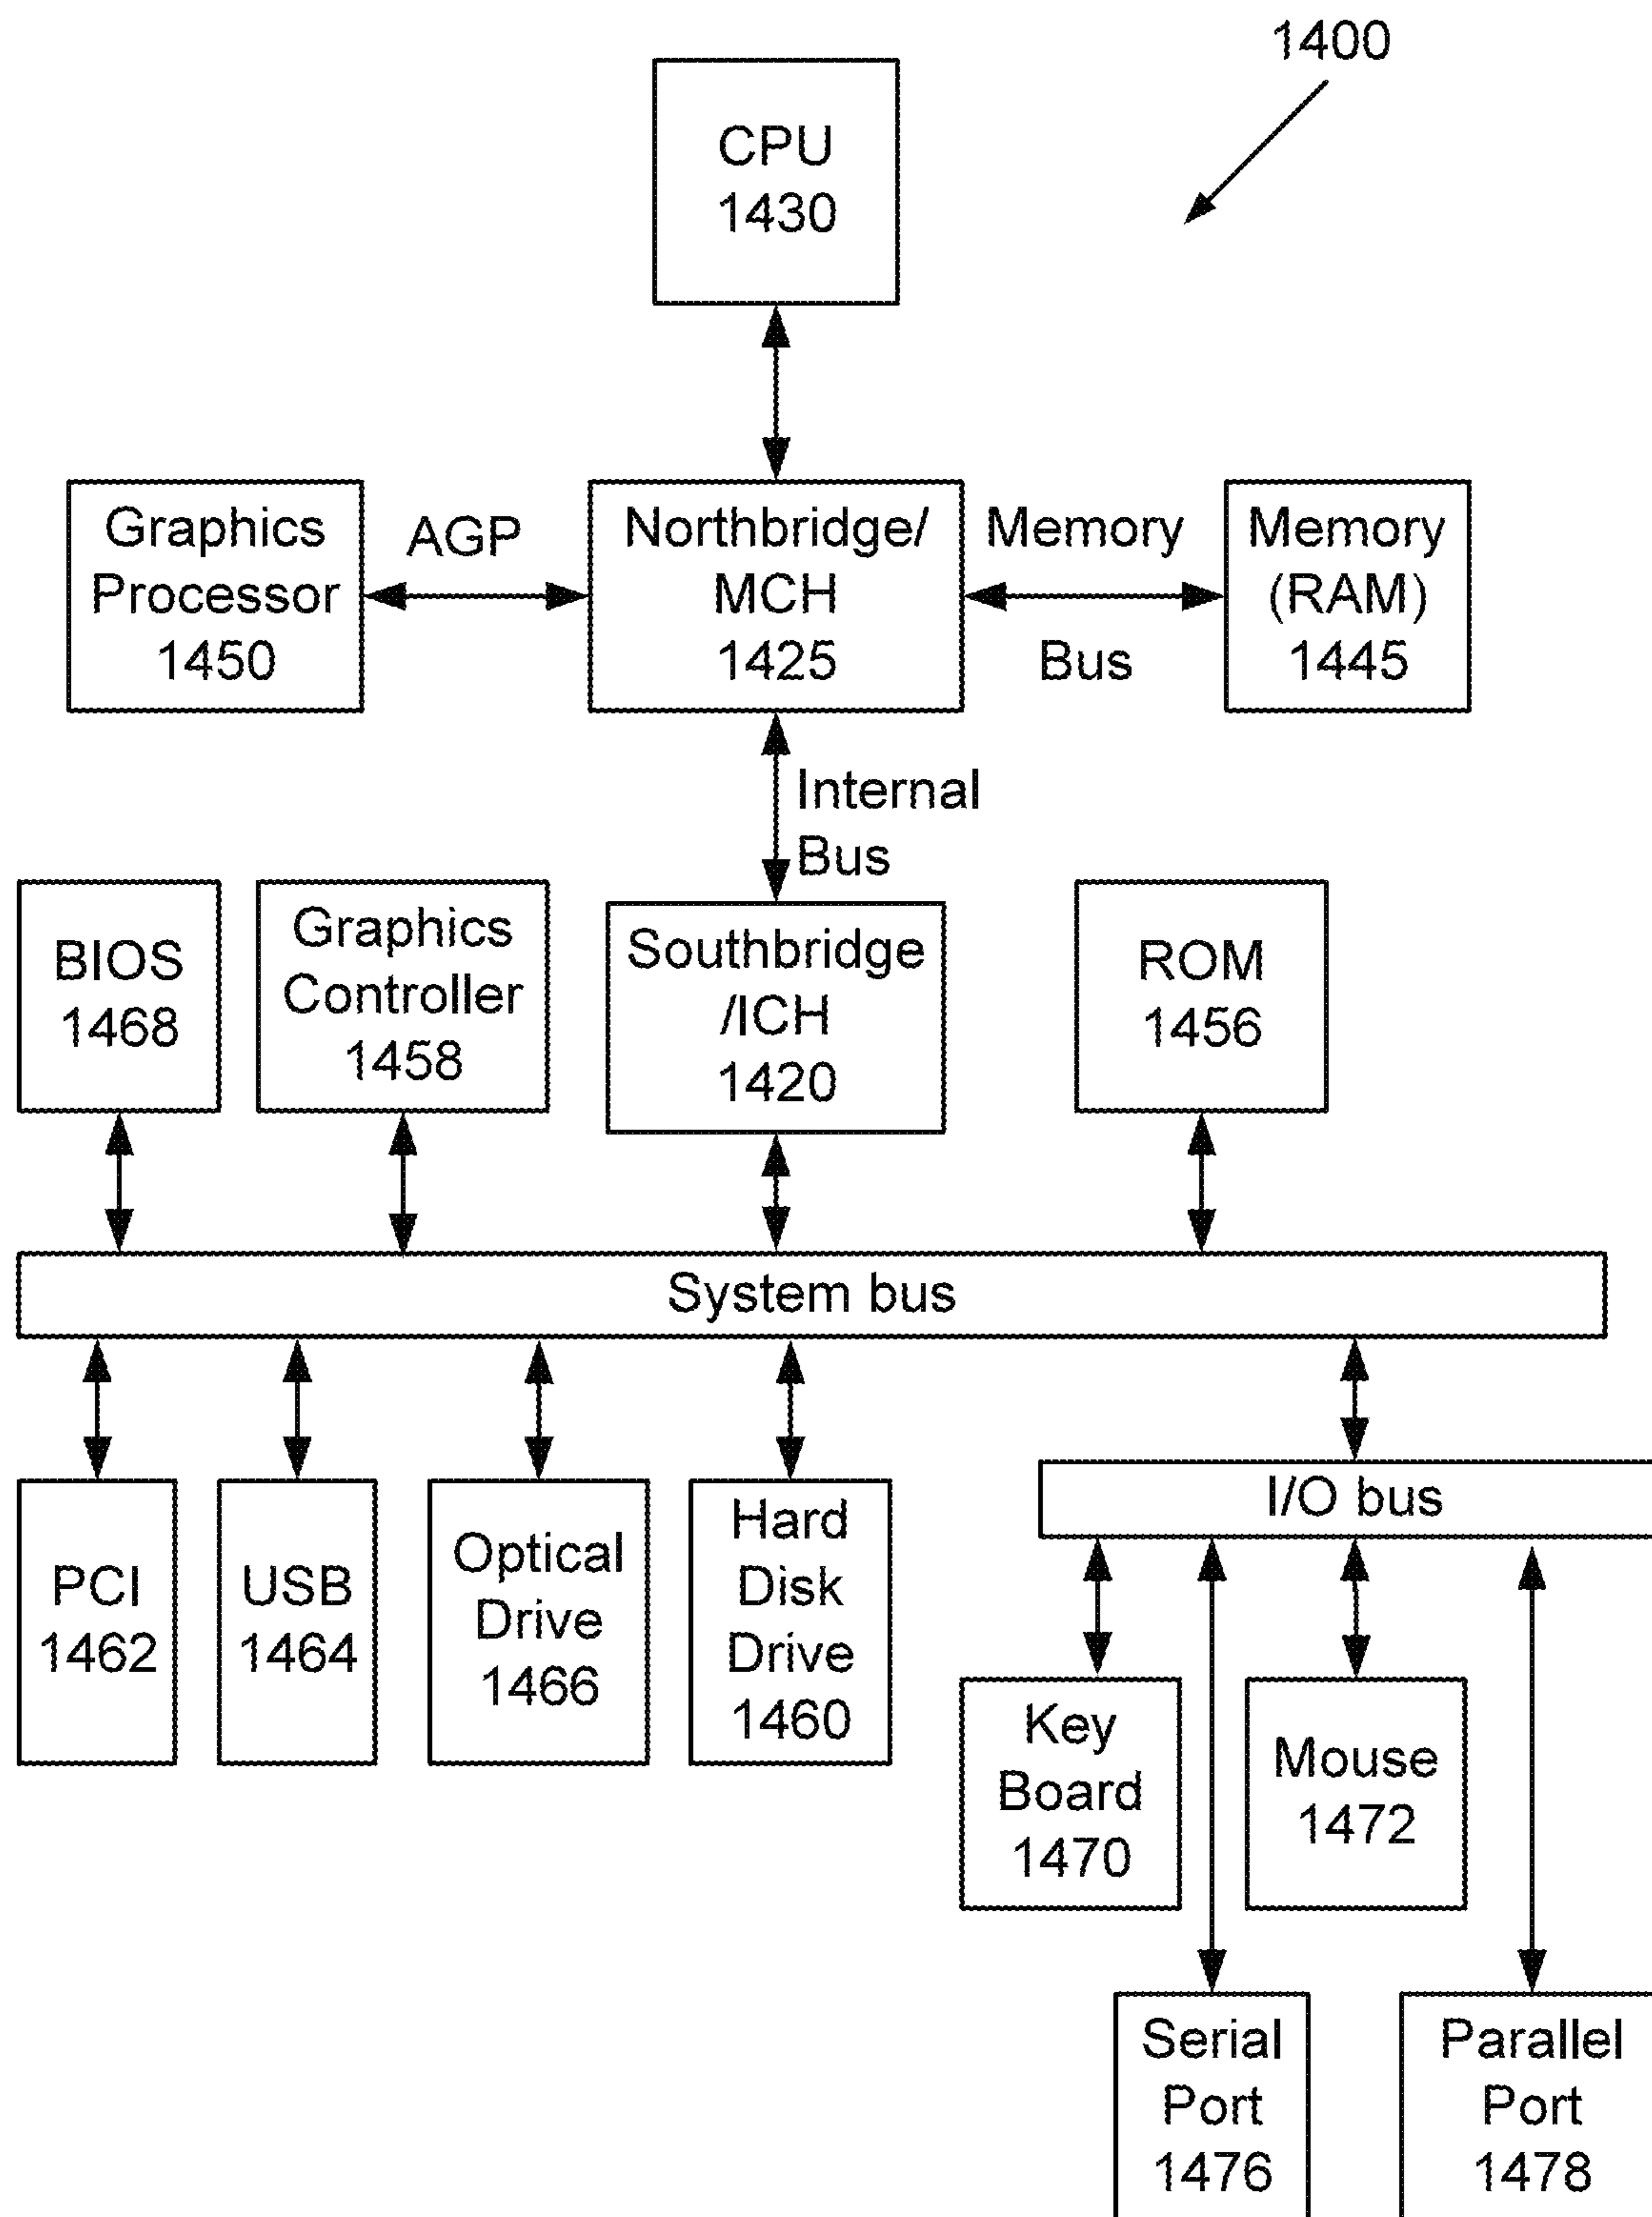 1400
CPU
1430
Graphics
Processor
1450
AGP
Northbridge/
MCH
1425
Memory
Bus
Memory
(RAM)
1445
Internal
Bus
BIOS
1468
Graphics
Controller
1458
Southbridge
/ICH
1420
ROM
1456
System bus
I/O bus
PCI
1462
USB
1464
Optical
Drive
1466
Hard
Disk
Drive
1460
Key
Board
1470
Mouse
1472
Serial
Port
1476
Parallel
Port
1478